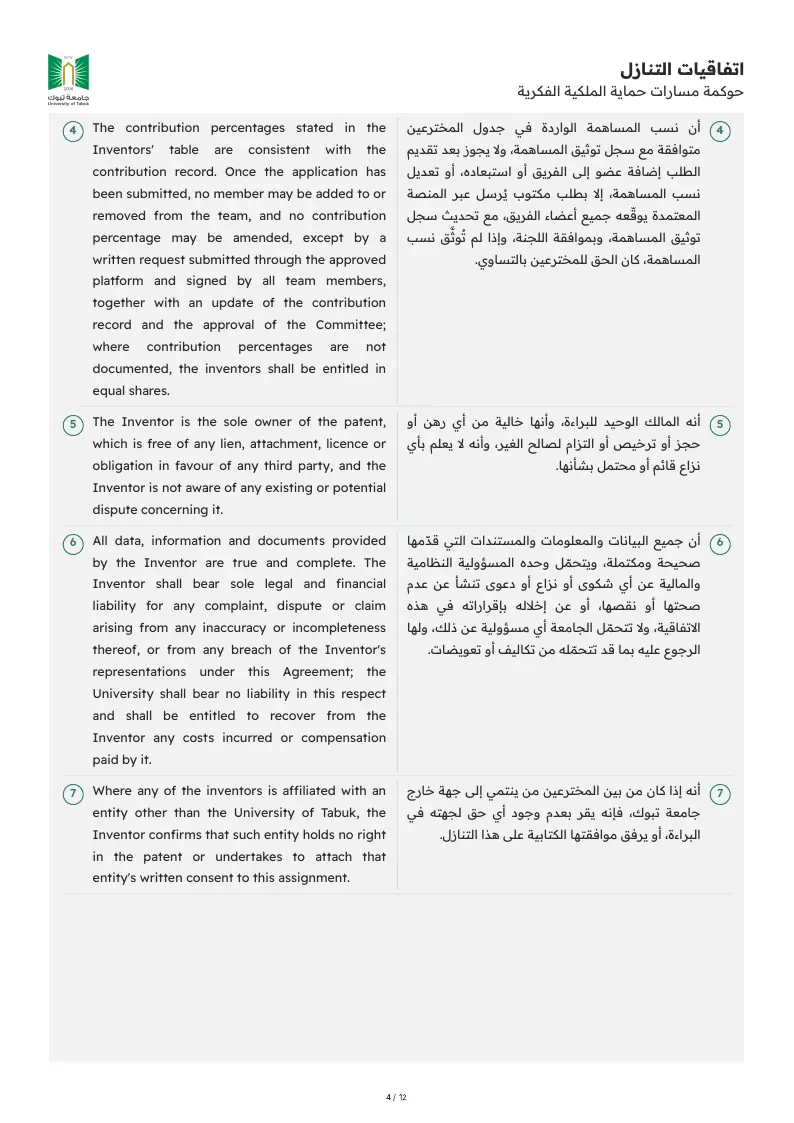 اتفاقيات التنازل
حوكمة مسارات حماية الملكية الفكرية
جامعة تبوك
University of Tabuk
4
The contribution percentages stated in the
Inventors' table are consistent with the
contribution record. Once the application has
been submitted, no member may be added to or
removed from the team, and no contribution
percentage may be amended, except by a
written request submitted through the approved
platform and signed by all team members,
together with an update of the contribution
record and the approval of the Committee;
where contribution percentages are not
documented, the inventors shall be entitled in
equal shares.
4
أن نسب المساهمة الواردة في جدول المخترعين
متوافقة مع سجل توثيق المساهمة، ولا يجوز بعد تقديم
الطلب إضافة عضو إلى الفريق أو استبعاده، أو تعديل
نسب المساهمة، إلا بطلب مكتوب يُرسل عبر المنصة
المعتمدة يوقّعه جميع أعضاء الفريق، مع تحديث سجل
توثيق المساهمة، وبموافقة اللجنة، وإذا لم تُوثَّق نسب
المساهمة، كان الحق للمخترعين بالتساوي.
5
The Inventor is the sole owner of the patent,
which is free of any lien, attachment, licence or
obligation in favour of any third party, and the
Inventor is not aware of any existing or potential
dispute concerning it.
5
أنه المالك الوحيد للبراءة، وأنها خالية من أي رهن أو
حجز أو ترخيص أو التزام لصالح الغير، وأنه لا يعلم بأي
نزاع قائم أو محتمل بشأنها.
6
All data, information and documents provided
by the Inventor are true and complete. The
Inventor shall bear sole legal and financial
liability for any complaint, dispute or claim
arising from any inaccuracy or incompleteness
thereof, or from any breach of the Inventor's
representations under this Agreement; the
University shall bear no liability in this respect
and shall be entitled to recover from the
Inventor any costs incurred or compensation
paid by it.
6
أن جميع البيانات والمعلومات والمستندات التي قدّمها
صحيحة ومكتملة، ويتحمّل وحده المسؤولية النظامية
والمالية عن أي شكوى أو نزاع أو دعوى تنشأ عن عدم
صحتها أو نقصها، أو عن إخلاله بإقراراته في هذه
الاتفاقية، ولا تتحمّل الجامعة أي مسؤولية عن ذلك، ولها
الرجوع عليه بما قد تتحمّله من تكاليف أو تعويضات.
7
Where any of the inventors is affiliated with an
entity other than the University of Tabuk, the
Inventor confirms that such entity holds no right
in the patent or undertakes to attach that
entity's written consent to this assignment.
7
أنه إذا كان من بين المخترعين من ينتمي إلى جهة خارج
جامعة تبوك، فإنه يقر بعدم وجود أي حق لجهته في
البراءة، أو يرفق موافقتها الكتابية على هذا التنازل.
4 / 12